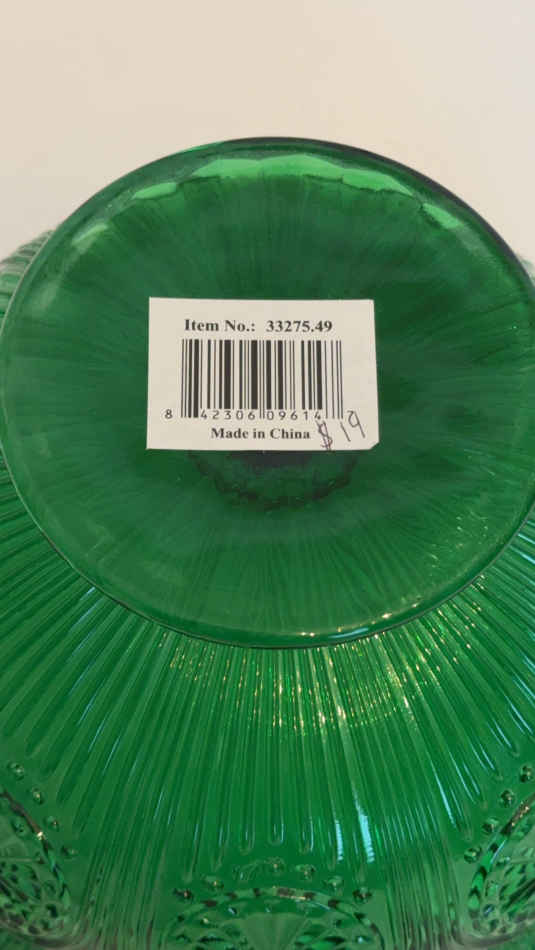 Item No.: 33275.49
8 42306 09614 7
Made in China
$19